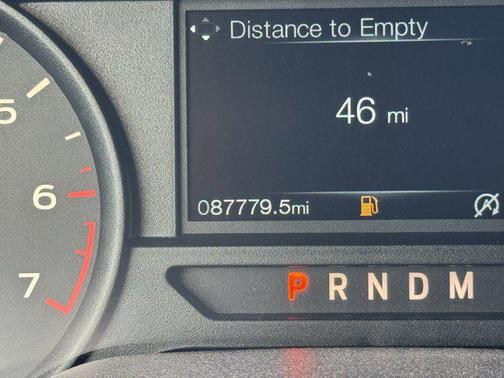 Distance to Empty
46 mi
087779.5mi
A
5
6
7
P R N D M